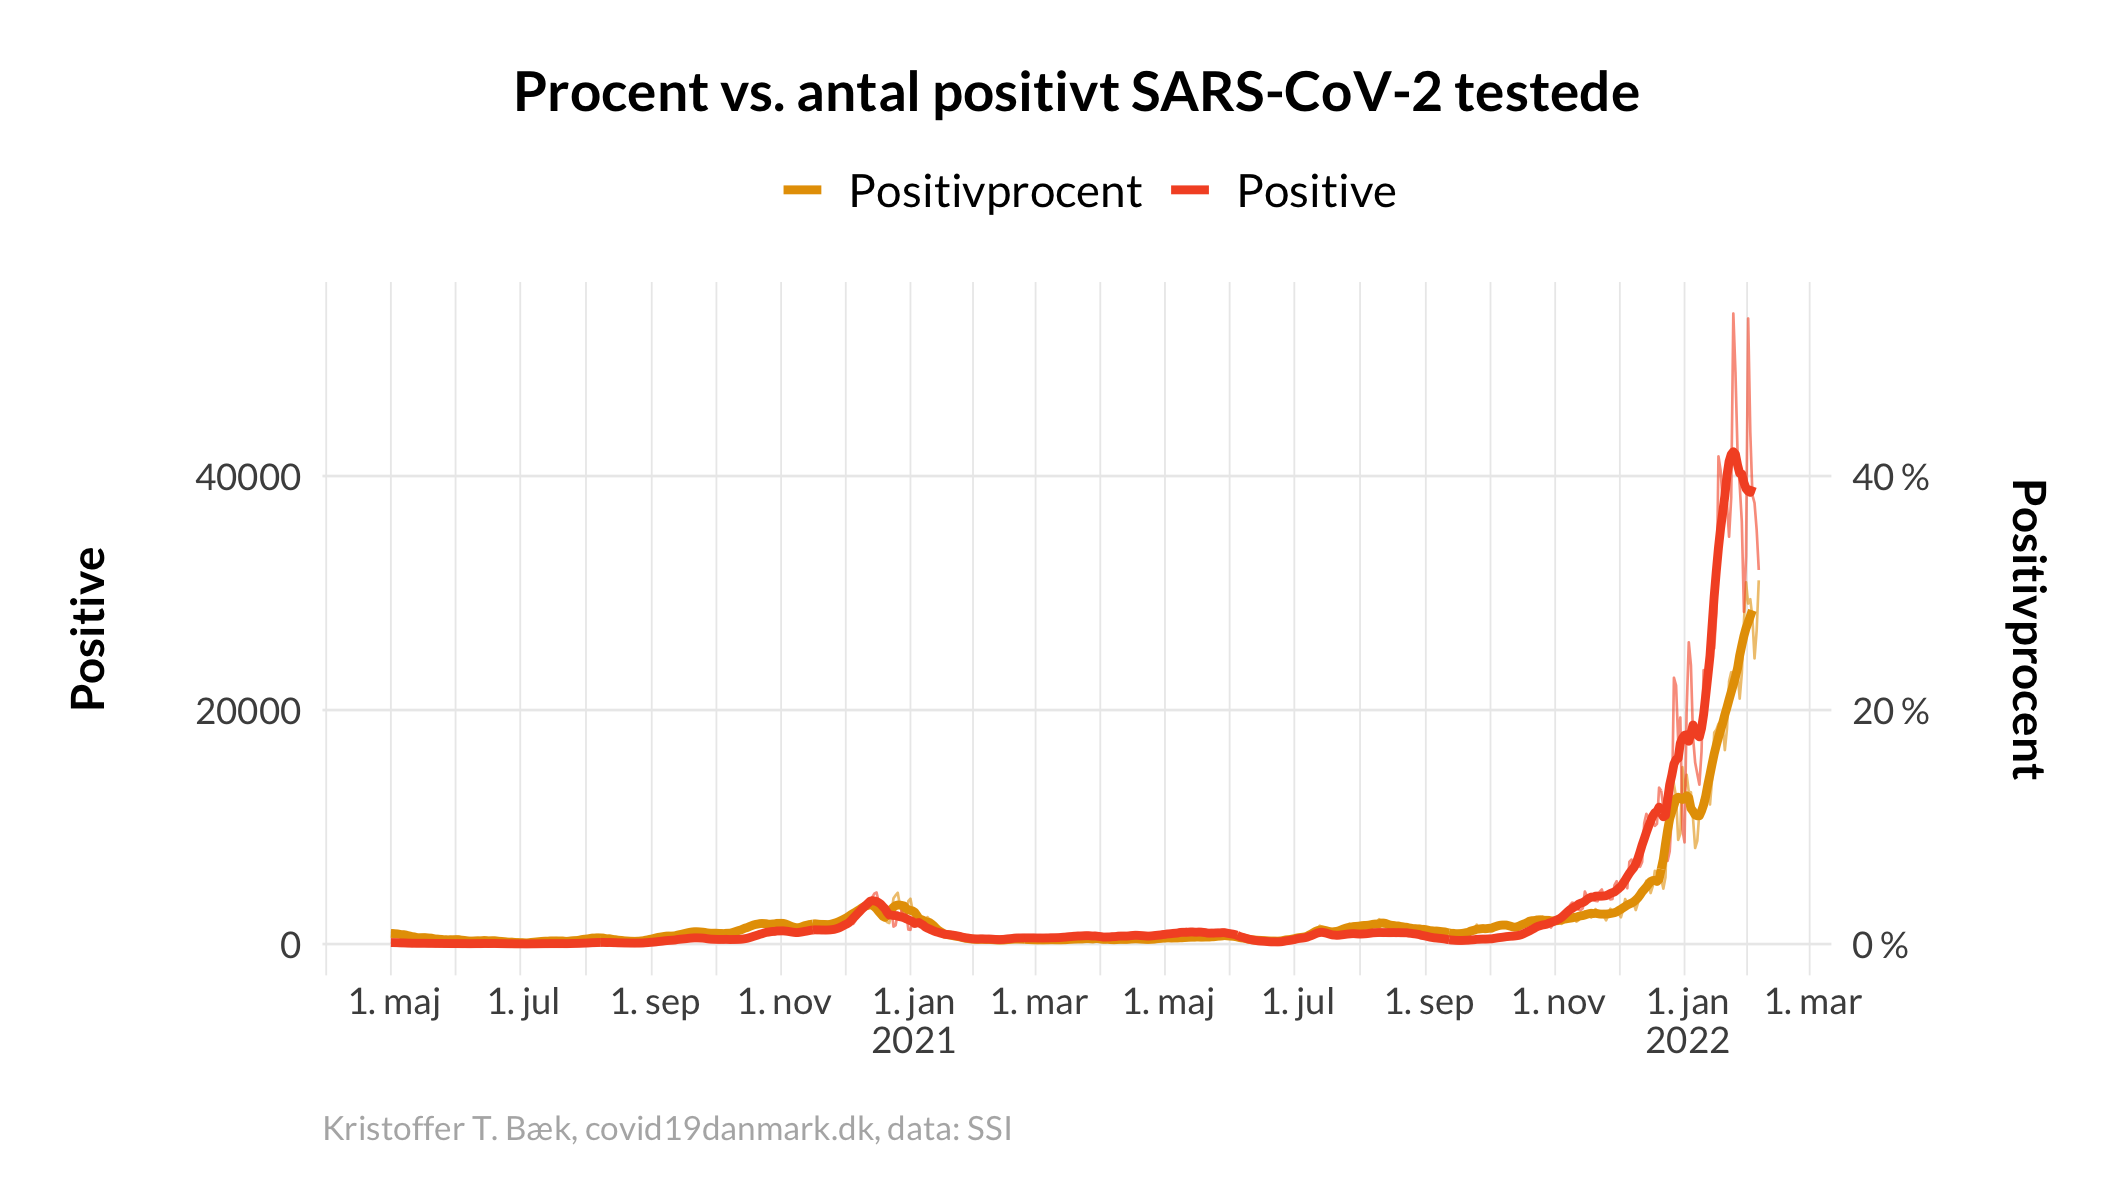 Procent vs. antal positivt SARS-CoV-2 testede
Positivprocent
Positive
Positive
40000
20000
0
40 %
20 %
0 %
Positivprocent
1. maj 1. jul 1. sep 1. nov 1. jan 1. mar 1. maj 1. jul 1. sep 1. nov 1. jan 1. mar
2021 2022
Kristoffer T. Bæk, covid19danmark.dk, data: SSI